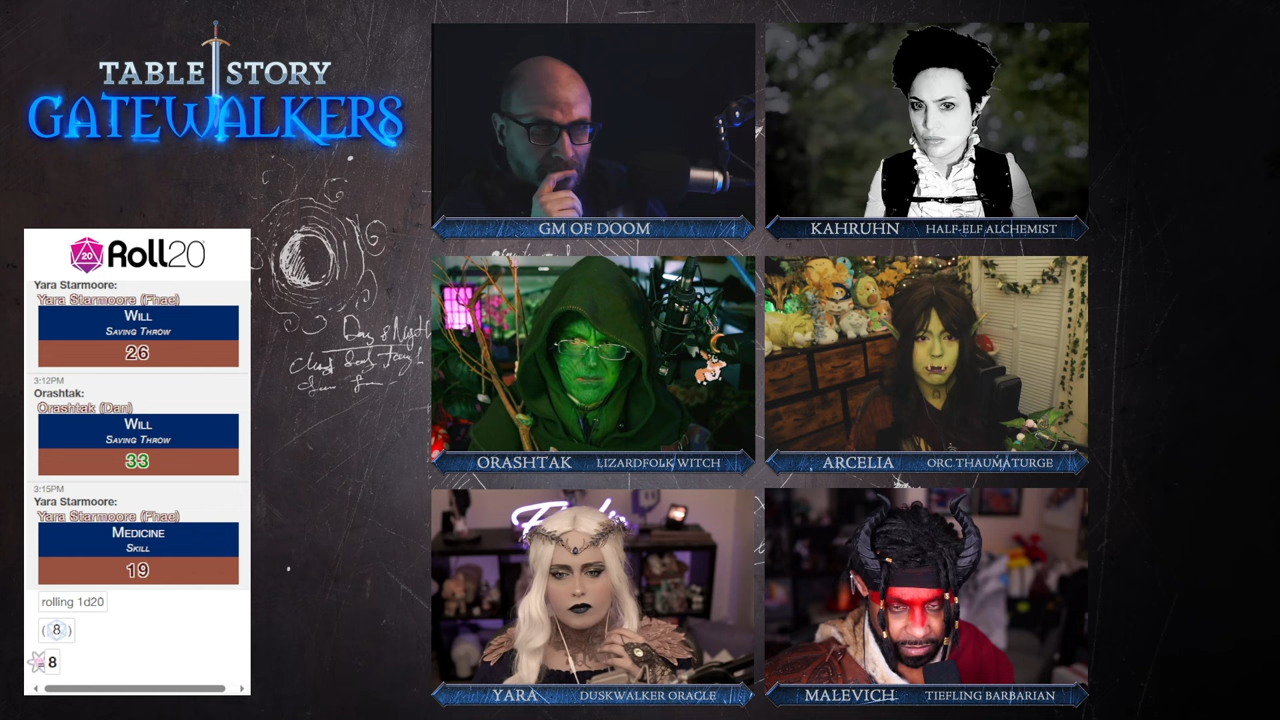 TABLE STORY
GATEWALKERS
Roll20
Yara Starmoore:
Yara Starmoore (Fhae)
Will
Saving Throw
26
3:12PM
Orashtak:
Orashtak (Dan)
Will
Saving Throw
33
3:15PM
Yara Starmoore:
Yara Starmoore (Fhae)
Medicine
Skill
19
rolling 1d20
(8)
8
GM OF DOOM
KAHRUHN HALF-ELF ALCHEMIST
ORASHTAK LIZARDFOLK WITCH
ARCELIA ORC THAUMATURGE
YARA DUSKWALKER ORACLE
MALEVICH TIEFLING BARBARIAN